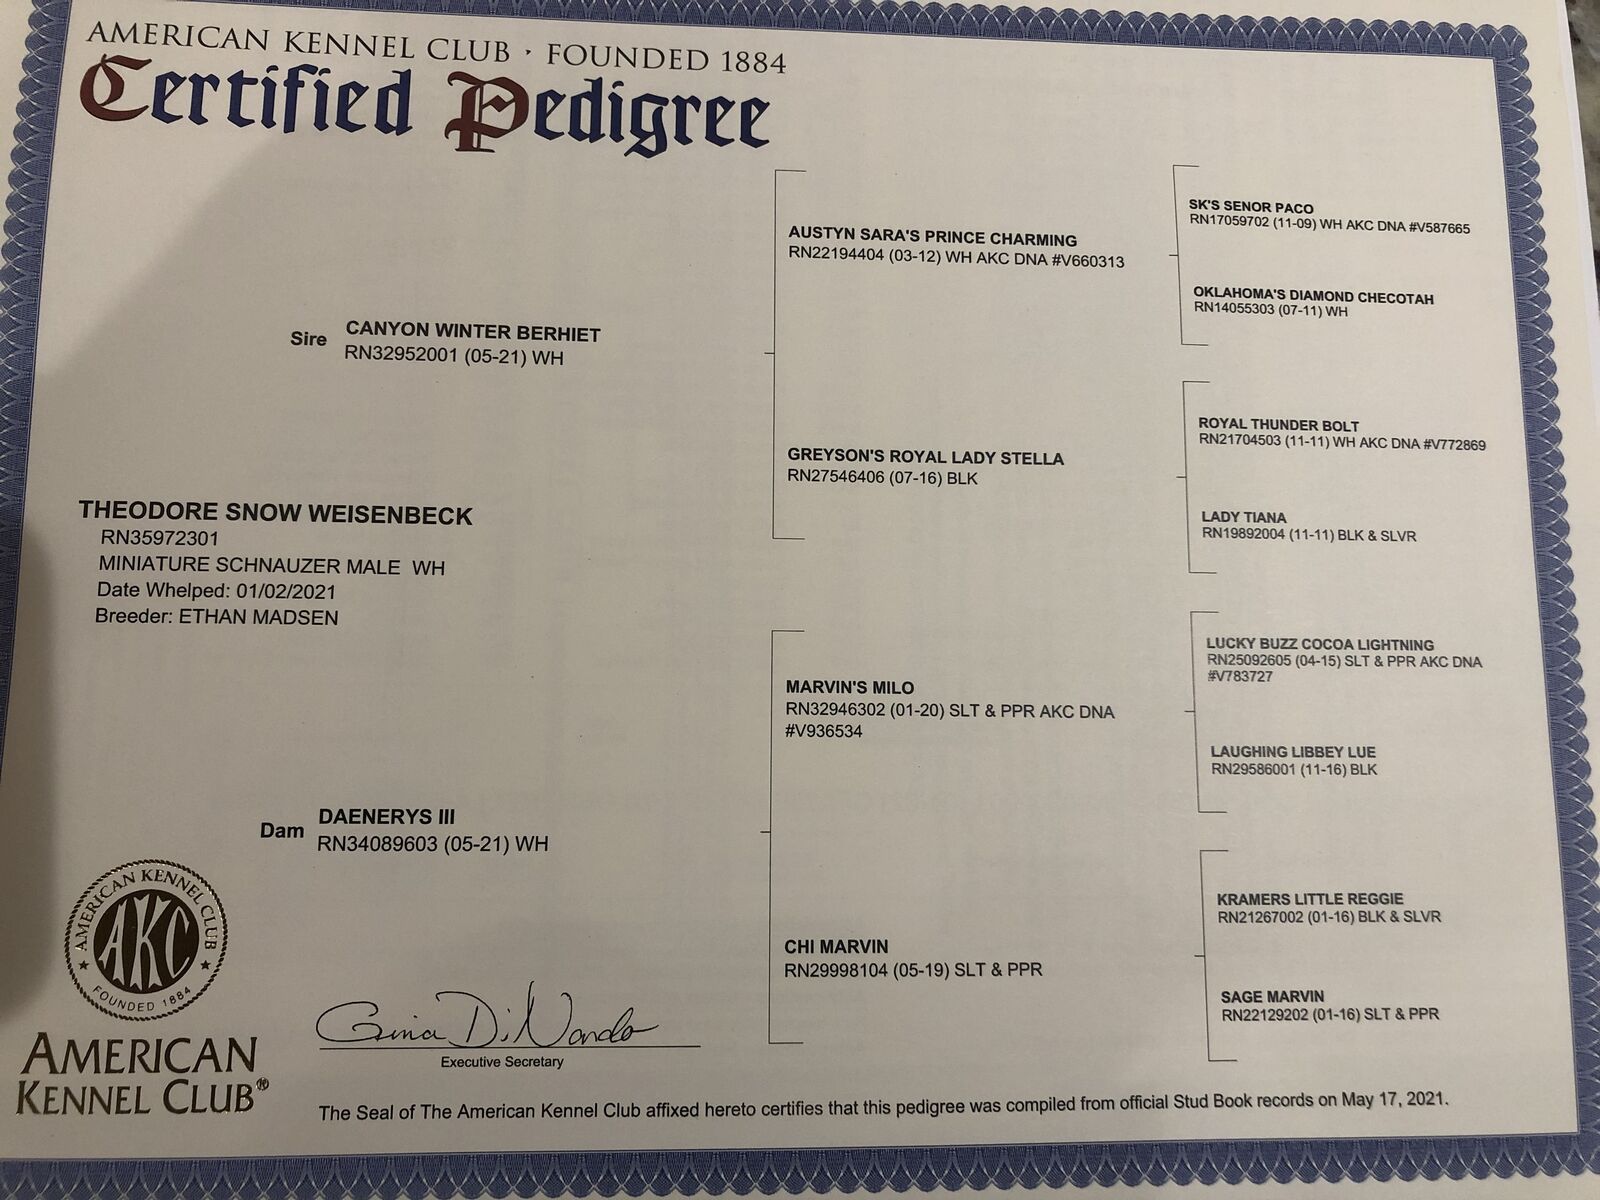 AMERICAN KENNEL CLUB · FOUNDED 1884
Certified Pedigree
SK'S SENOR PACO
RN17059702 (11-09) WH AKC DNA #V587665
AUSTYN SARA'S PRINCE CHARMING
RN22194404 (03-12) WH AKC DNA #V660313
OKLAHOMA'S DIAMOND CHECOTAH
RN14055303 (07-11) WH
Sire CANYON WINTER BERHIET
RN32952001 (05-21) WH
ROYAL THUNDER BOLT
RN21704503 (11-11) WH AKC DNA #V772869
GREYSON'S ROYAL LADY STELLA
RN27546406 (07-16) BLK
LADY TIANA
RN19892004 (11-11) BLK & SLVR
THEODORE SNOW WEISENBECK
RN35972301
MINIATURE SCHNAUZER MALE WH
Date Whelped: 01/02/2021
Breeder: ETHAN MADSEN
LUCKY BUZZ COCOA LIGHTNING
RN25092605 (04-15) SLT & PPR AKC DNA
#V783727
MARVIN'S MILO
RN32946302 (01-20) SLT & PPR AKC DNA
#V936534
LAUGHING LIBBEY LUE
RN29586001 (11-16) BLK
Dam DAENERYS III
RN34089603 (05-21) WH
KRAMERS LITTLE REGGIE
RN21267002 (01-16) BLK & SLVR
CHI MARVIN
RN29998104 (05-19) SLT & PPR
SAGE MARVIN
RN22129202 (01-16) SLT & PPR
AMERICAN KENNEL CLUB
AKC
FOUNDED 1884
AMERICAN
KENNEL CLUB®
Gina DiNardo
Executive Secretary
The Seal of The American Kennel Club affixed hereto certifies that this pedigree was compiled from official Stud Book records on May 17, 2021.